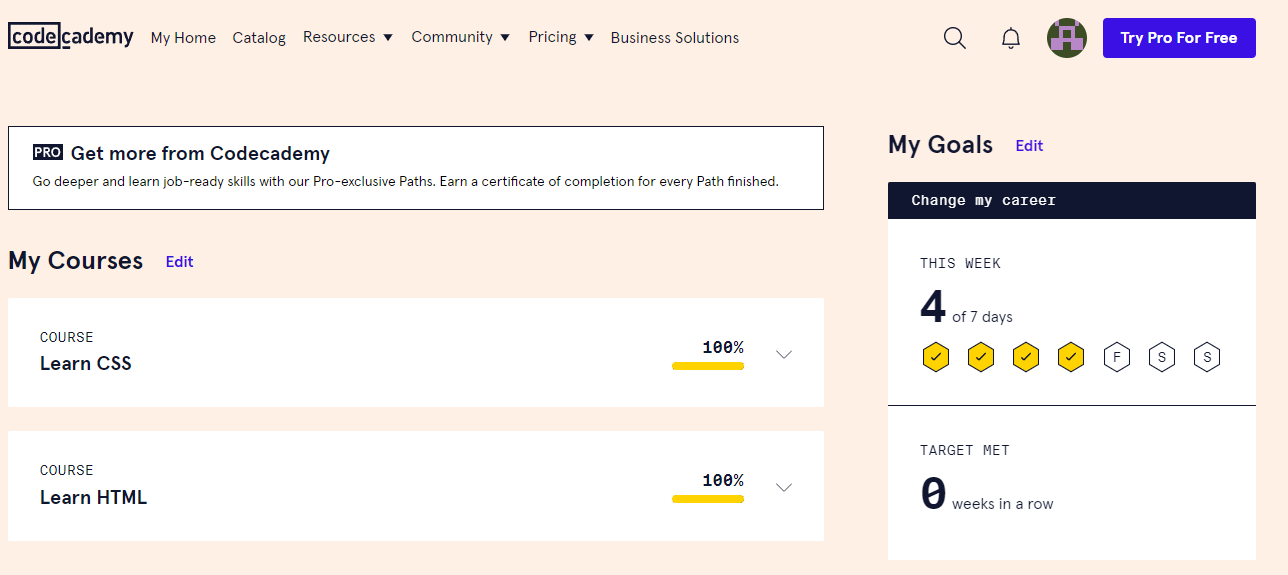 codecademy My Home Catalog Resources Community Pricing Business Solutions Try Pro For Free
PRO Get more from Codecademy
Go deeper and learn job-ready skills with our Pro-exclusive Paths. Earn a certificate of completion for every Path finished.
My Courses Edit
COURSE
Learn CSS
100%
COURSE
Learn HTML
100%
My Goals Edit
Change my career
THIS WEEK
4 of 7 days
F S S
TARGET MET
0 weeks in a row